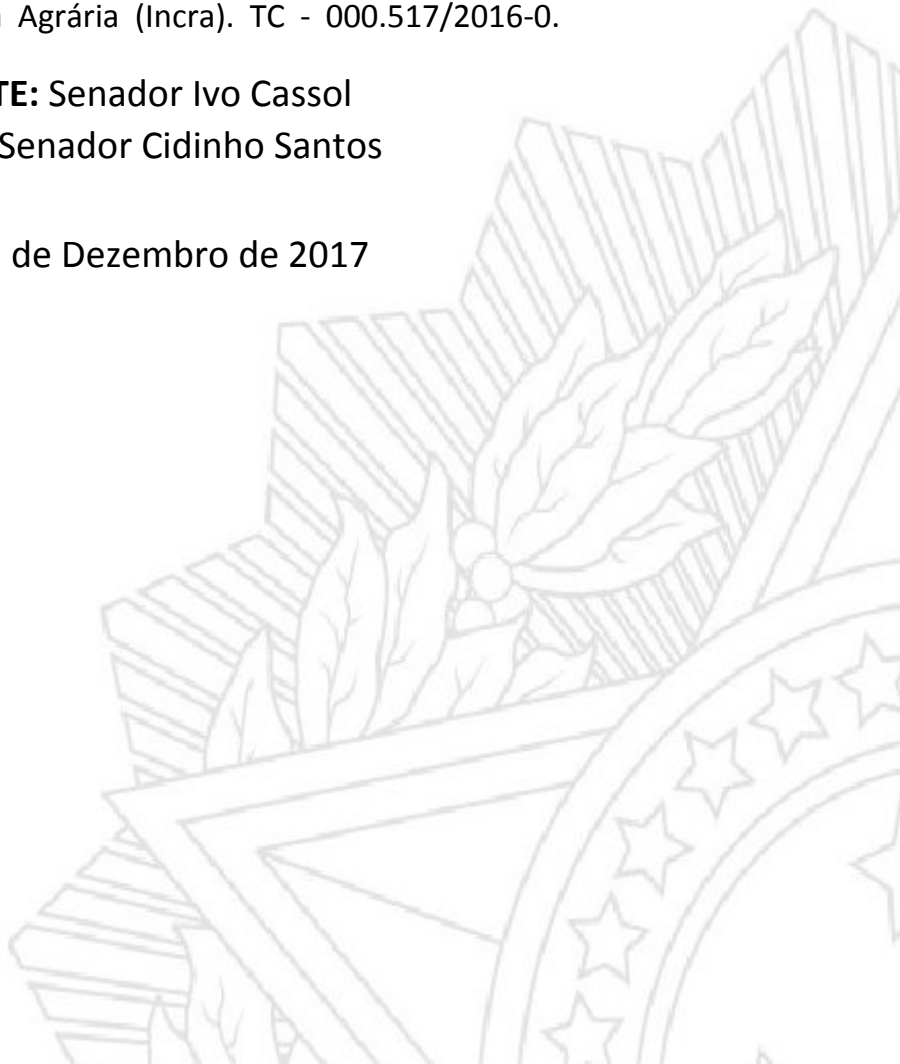 Agrária (Incra). TC - 000.517/2016-0.
TE: Senador Ivo Cassol
Senador Cidinho Santos
de Dezembro de 2017